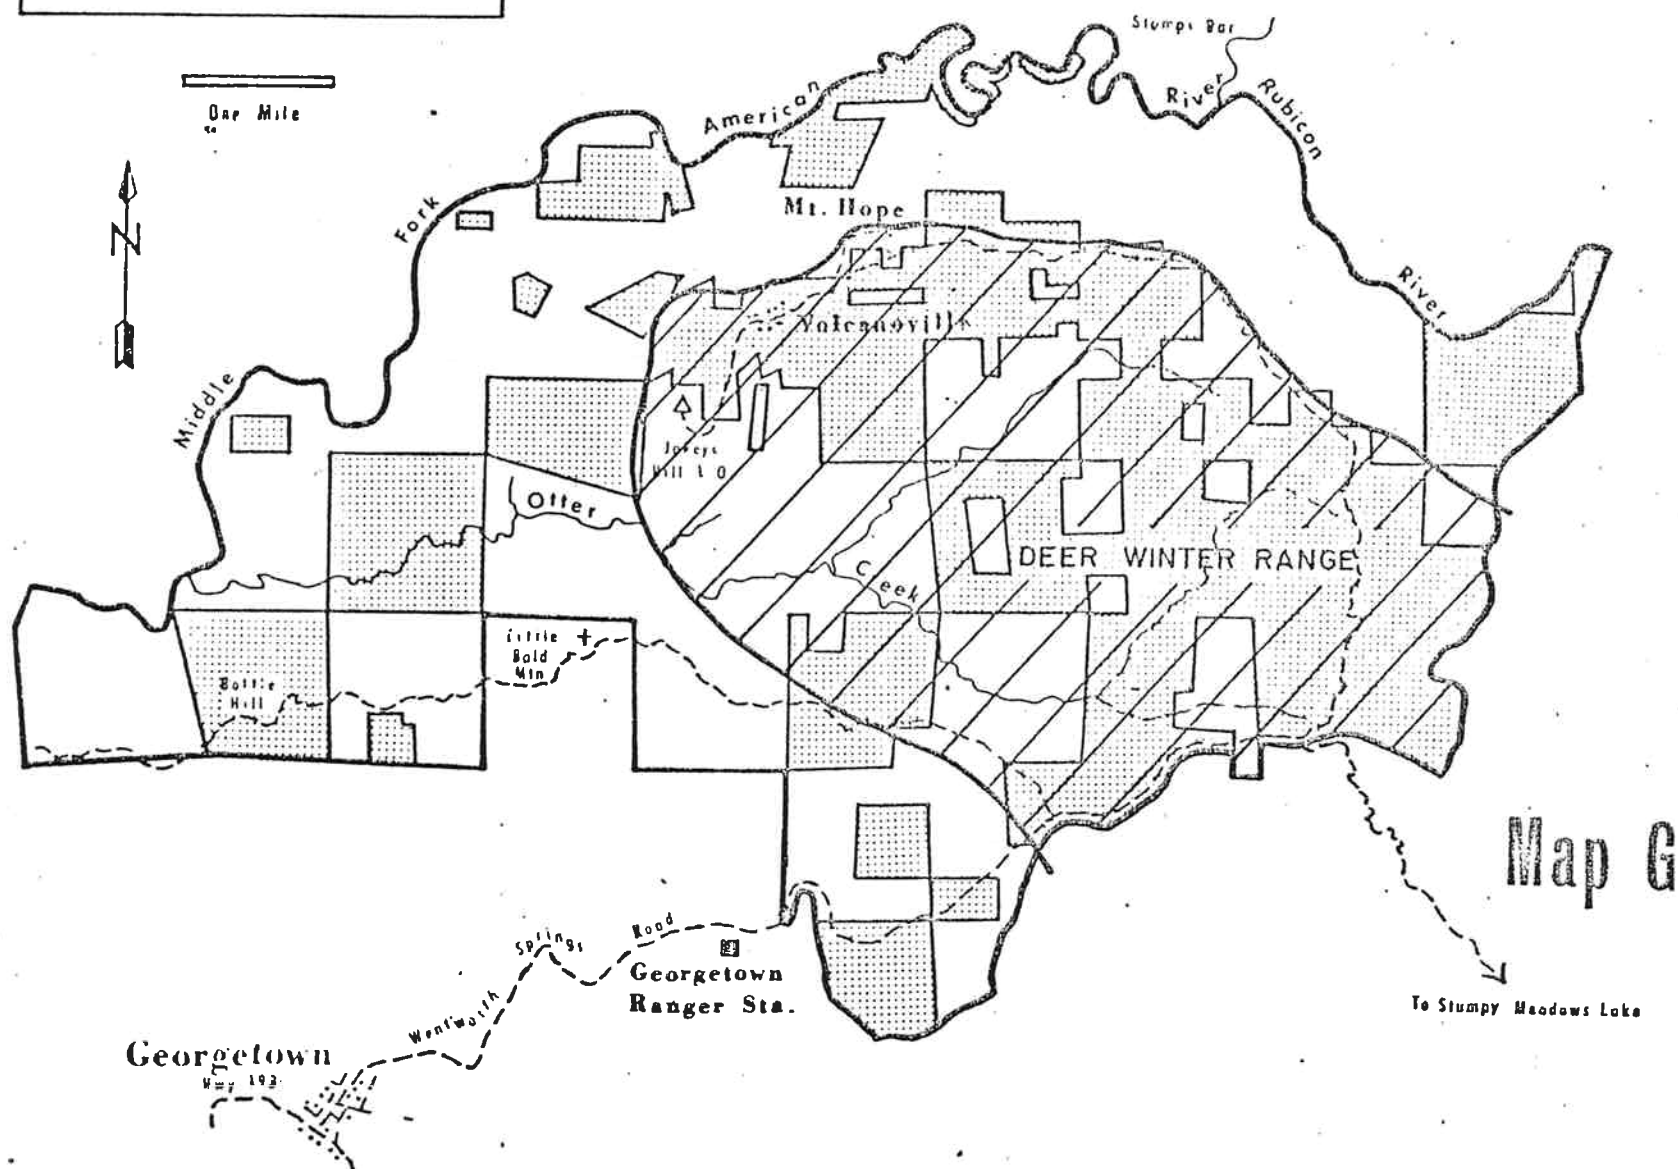 Stumps Bar
One Mile
N
Middle Fork American River
Rubicon River
Mt. Hope
Volcanoville
Jerrys
Hill L O
Otter Creek
DEER WINTER RANGE
Little
Bald
Mtn
Bottle
Hill
Map G
Wentworth Springs Road
Georgetown
Ranger Sta.
To Stumpy Meadows Lake
Georgetown
Hwy 193